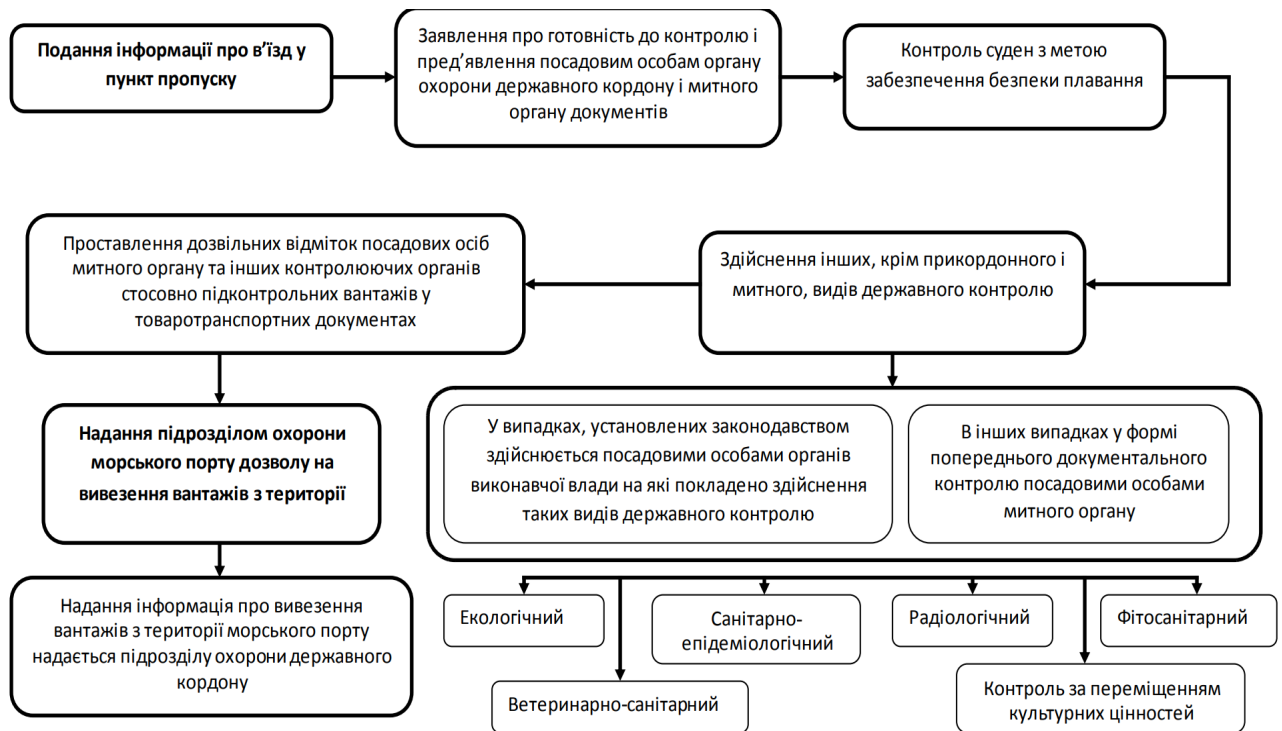 Подання інформації про в’їзд у
пункт пропуску
Заявлення про готовність до контролю і
пред’явлення посадовим особам органу
охорони державного кордону і митного
органу документів
Контроль суден з метою
забезпечення безпеки плавання
Проставлення дозвільних відміток посадових осіб
митного органу та інших контролюючих органів
стосовно підконтрольних вантажів у
товаротранспортних документах
Здійснення інших, крім прикордонного і
митного, видів державного контролю
Надання підрозділом охорони
морського порту дозволу на
вивезення вантажів з території
У випадках, установлених законодавством
здійснюється посадовими особами органів
виконавчої влади на які покладено здійснення
таких видів державного контролю
В інших випадках у формі
попереднього документального
контролю посадовими особами
митного органу
Надання інформація про вивезення
вантажів з території морського порту
надається підрозділу охорони державного
кордону
Екологічний
Санітарно-
епідеміологічний
Радіологічний
Фітосанітарний
Ветеринарно-санітарний
Контроль за переміщенням
культурних цінностей